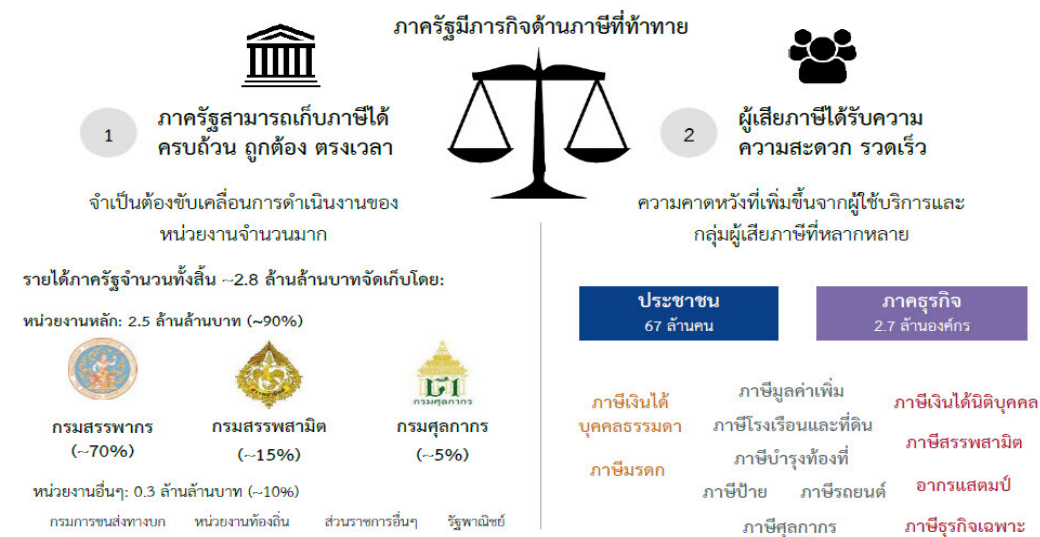 ภาครัฐมีภารกิจด้านภาษีที่ท้าทาย
1
ภาครัฐสามารถเก็บภาษีได้
ครบถ้วน ถูกต้อง ตรงเวลา
จำเป็นต้องขับเคลื่อนการดำเนินงานของ
หน่วยงานจำนวนมาก
รายได้ภาครัฐจำนวนทั้งสิ้น ~2.8 ล้านล้านบาทจัดเก็บโดย:
หน่วยงานหลัก: 2.5 ล้านล้านบาท (~90%)
กรมศุลกากร
กรมสรรพากร
(~70%)
กรมสรรพสามิต
(~15%)
กรมศุลกากร
(~5%)
หน่วยงานอื่นๆ: 0.3 ล้านล้านบาท (~10%)
กรมการขนส่งทางบก หน่วยงานท้องถิ่น ส่วนราชการอื่นๆ รัฐพาณิชย์
2
ผู้เสียภาษีได้รับความ
ความสะดวก รวดเร็ว
ความคาดหวังที่เพิ่มขึ้นจากผู้ใช้บริการและ
กลุ่มผู้เสียภาษีที่หลากหลาย
ประชาชน
67 ล้านคน
ภาคธุรกิจ
2.7 ล้านองค์กร
ภาษีเงินได้
บุคคลธรรมดา
ภาษีมรดก
ภาษีมูลค่าเพิ่ม
ภาษีโรงเรือนและที่ดิน
ภาษีบำรุงท้องที่
ภาษีป้าย ภาษีรถยนต์
ภาษีศุลกากร
ภาษีเงินได้นิติบุคคล
ภาษีสรรพสามิต
อากรแสตมป์
ภาษีธุรกิจเฉพาะ